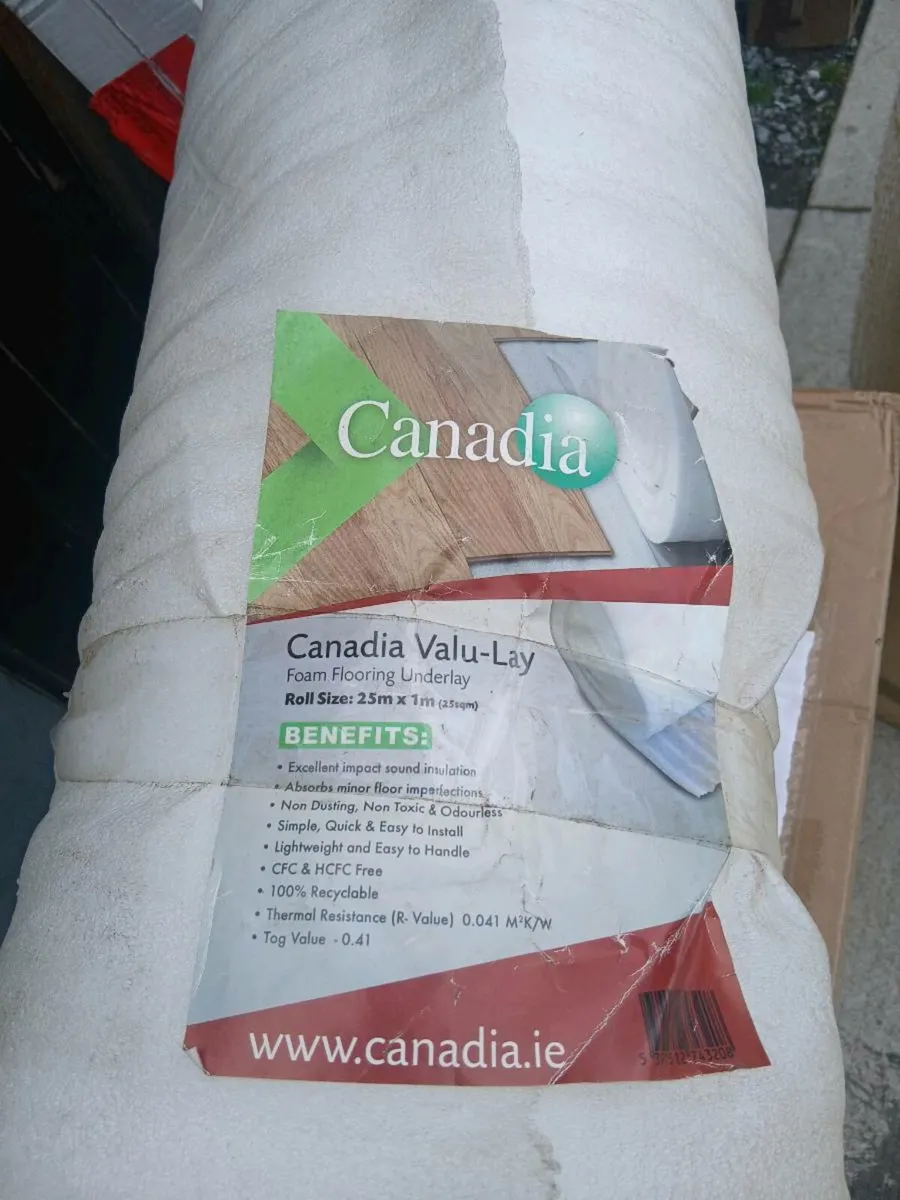 Canadia
Canadia Valu-Lay
Foam Flooring Underlay
Roll Size: 25m x 1m (25sqm)
BENEFITS:
• Excellent impact sound insulation
• Absorbs minor floor imperfections
• Non Dusting, Non Toxic & Odourless
• Simple, Quick & Easy to Install
• Lightweight and Easy to Handle
• CFC & HCFC Free
• 100% Recyclable
• Thermal Resistance (R- Value) 0.041 M²K/W
• Tog Value - 0.41
www.canadia.ie